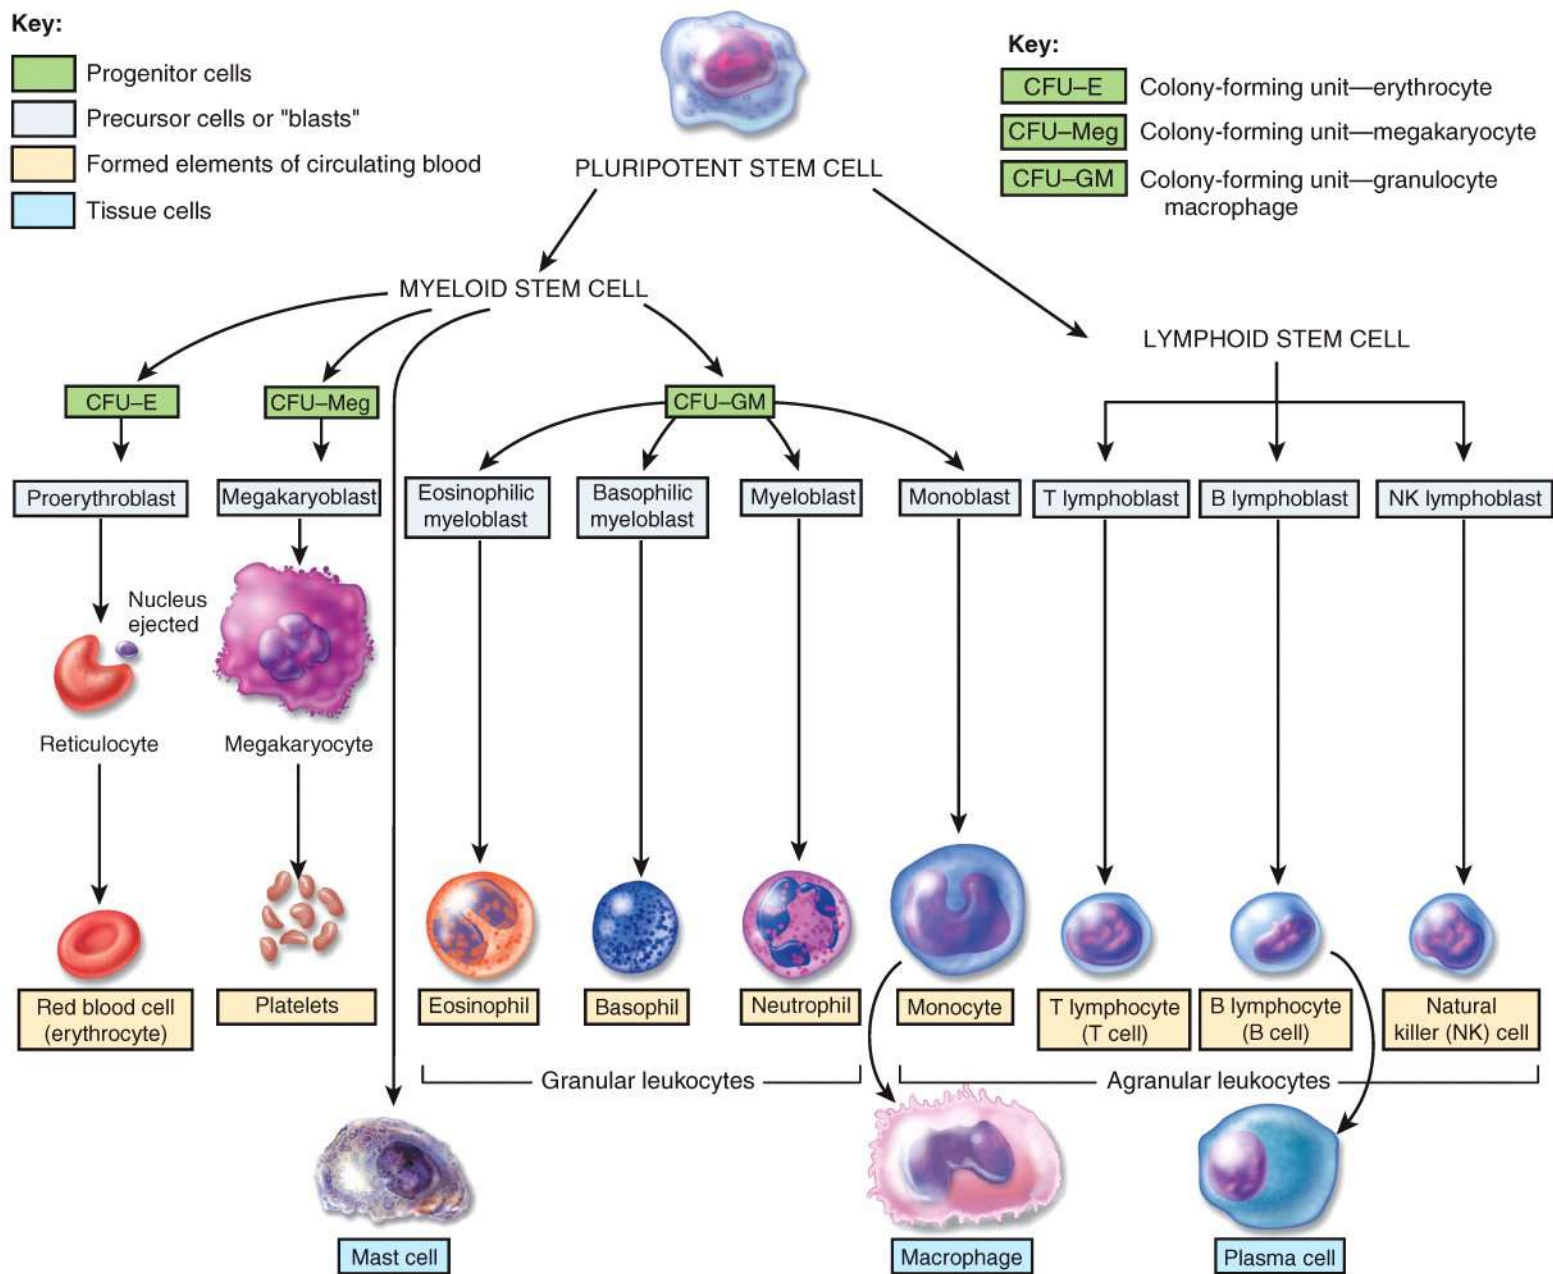 Key:
Progenitor cells
Precursor cells or "blasts"
Formed elements of circulating blood
Tissue cells
Key:
CFU–E Colony-forming unit—erythrocyte
CFU–Meg Colony-forming unit—megakaryocyte
CFU–GM Colony-forming unit—granulocyte
macrophage
PLURIPOTENT STEM CELL
MYELOID STEM CELL
LYMPHOID STEM CELL
CFU–E
CFU–Meg
CFU–GM
Proerythroblast
Megakaryoblast
Eosinophilic
myeloblast
Basophilic
myeloblast
Myeloblast
Monoblast
T lymphoblast
B lymphoblast
NK lymphoblast
Nucleus
ejected
Reticulocyte
Megakaryocyte
Red blood cell
(erythrocyte)
Platelets
Eosinophil
Basophil
Neutrophil
Monocyte
T lymphocyte
(T cell)
B lymphocyte
(B cell)
Natural
killer (NK) cell
Granular leukocytes
Agranular leukocytes
Mast cell
Macrophage
Plasma cell